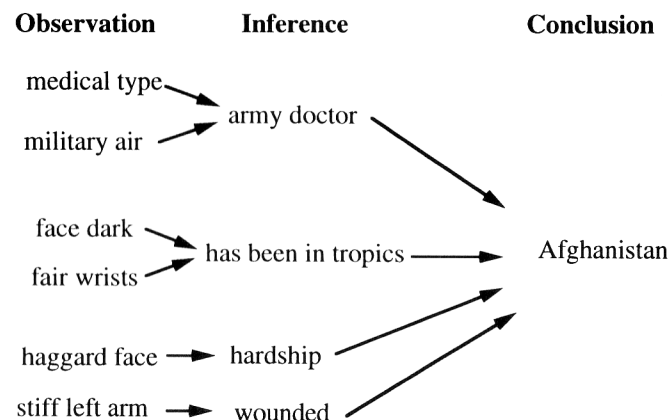 Observation Inference Conclusion
medical type
army doctor
military air
face dark
has been in tropics
Afghanistan
fair wrists
haggard face hardship
stiff left arm wounded